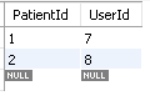 PatientId UserId
1 7
2 8
NULL NULL